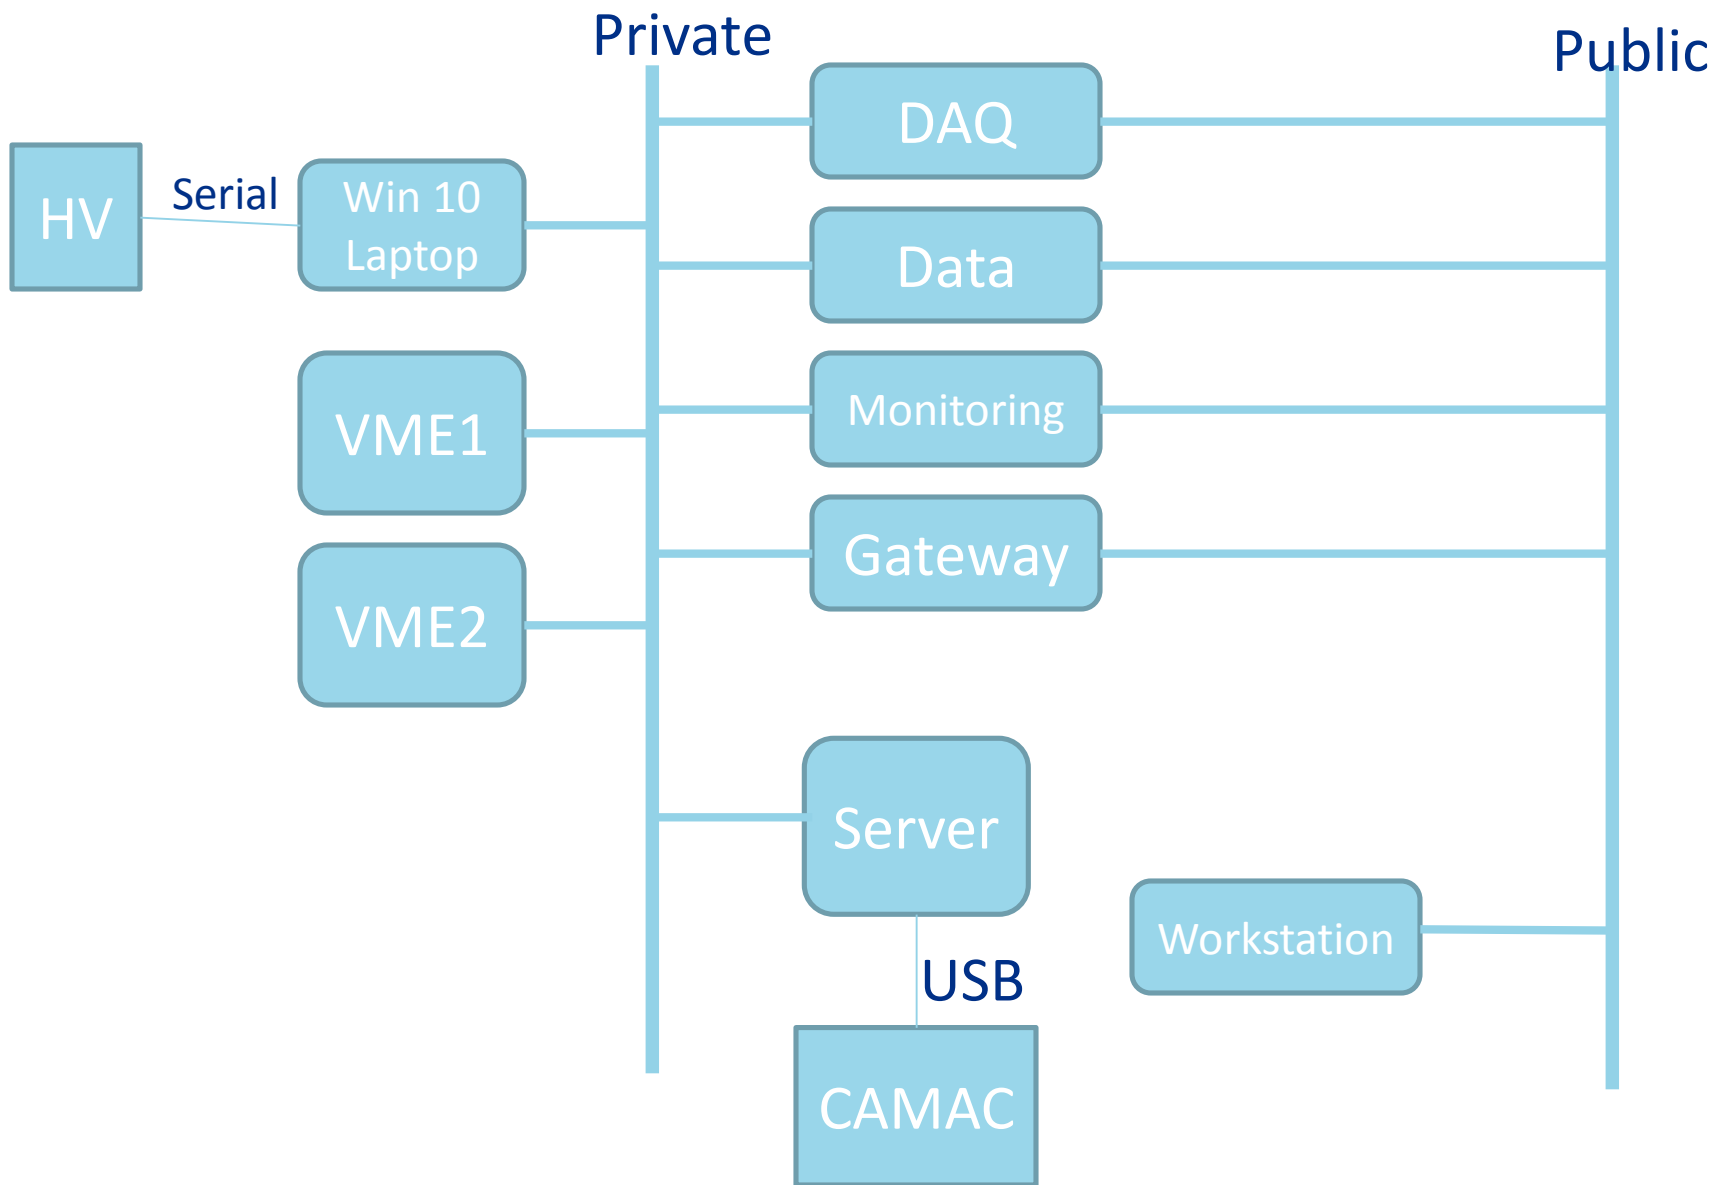 Private
Public
DAQ
HV
Serial
Win 10
Laptop
Data
VME1
Monitoring
Gateway
VME2
Server
Workstation
USB
CAMAC